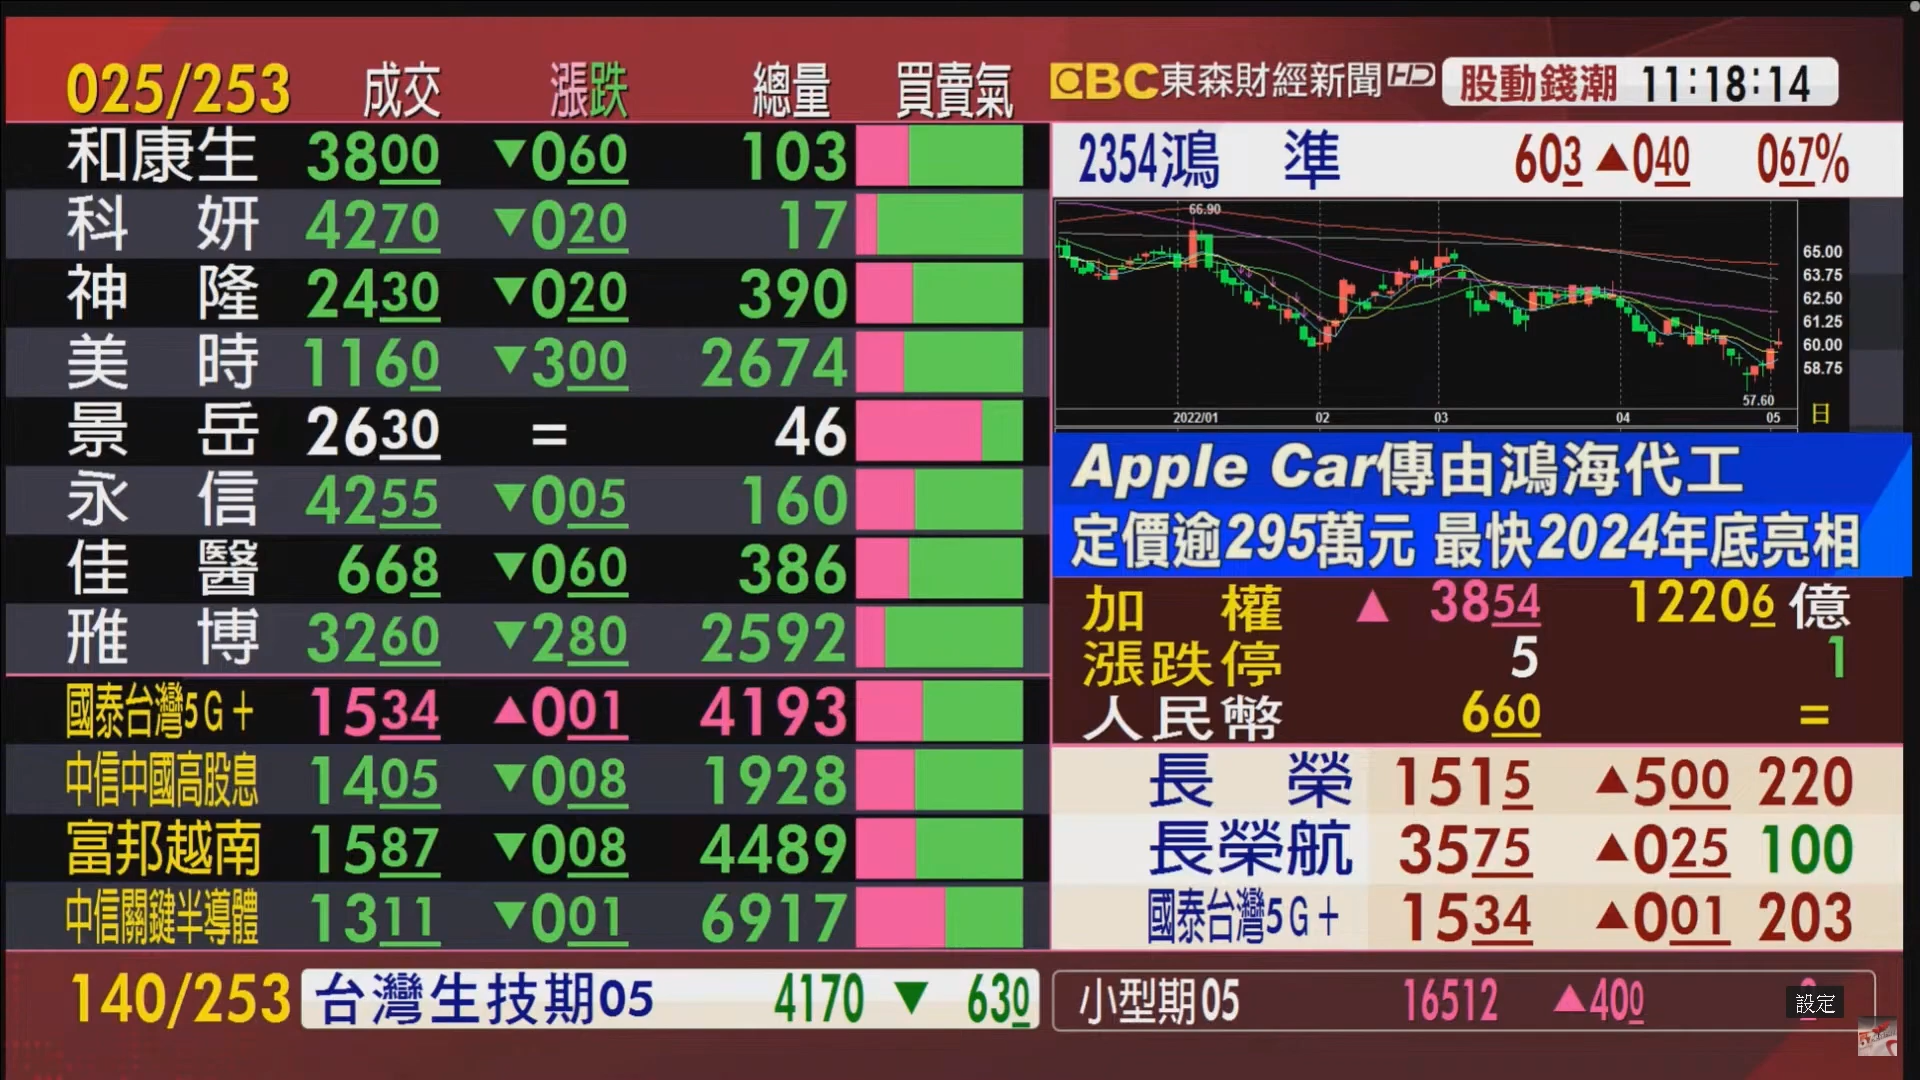 025/253 成交 漲跌 總量 買賣氣
和康生 3800 ▼060 103
科妍 4270 ▼020 17
神隆 2430 ▼020 390
美時 1160 ▼300 2674
景岳 2630 = 46
永信 4255 ▼005 160
佳醫 668 ▼060 386
雅博 3260 ▼280 2592
國泰台灣5G+ 1534 ▲001 4193
中信中國高股息 1405 ▼008 1928
富邦越南 1587 ▼008 4489
中信關鍵半導體 1311 ▼001 6917
140/253 台灣生技期05 4170 ▼ 630
EBC東森財經新聞HD 股動錢潮 11:18:14
2354鴻準 603 ▲040 067%
66.90
65.00
63.75
62.50
61.25
60.00
58.75
57.60
2022/01 02 03 04 05 日
Apple Car傳由鴻海代工
定價逾295萬元 最快2024年底亮相
加權 ▲ 3854 12206億
漲跌停 5 1
人民幣 660 =
長榮 1515 ▲500 220
長榮航 3575 ▲025 100
國泰台灣5G+ 1534 ▲001 203
小型期05 16512 ▲400
設定